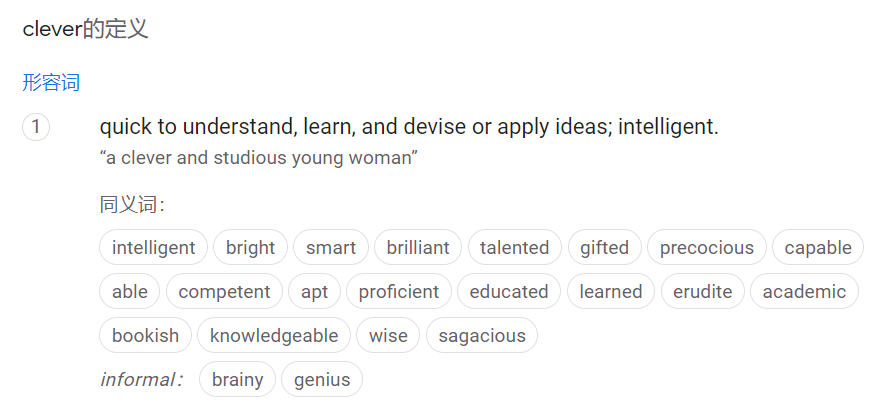 clever的定义
形容词
1 quick to understand, learn, and devise or apply ideas; intelligent.
“a clever and studious young woman”
同义词：
intelligent bright smart brilliant talented gifted precocious capable
able competent apt proficient educated learned erudite academic
bookish knowledgeable wise sagacious
informal： brainy genius